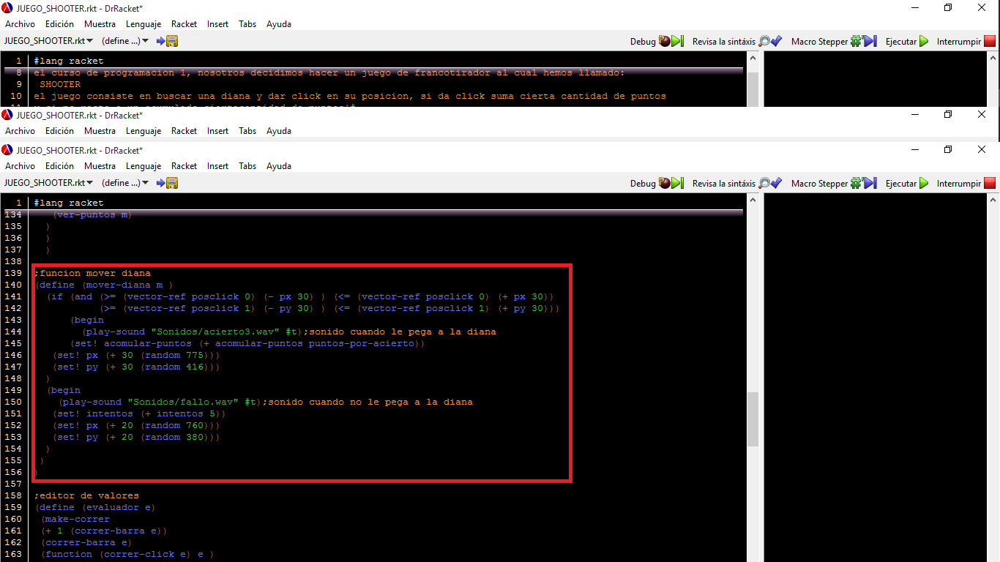 JUEGO_SHOOTER.rkt - DrRacket*
Archivo Edición Muestra Lenguaje Racket Insert Tabs Ayuda
JUEGO_SHOOTER.rkt (define ...) Debug Revisa la sintáxis Macro Stepper Ejecutar Interrumpir
1 #lang racket
8 el curso de programacion 1, nosotros decidimos hacer un juego de francotirador al cual hemos llamado:
9 SHOOTER
10 el juego consiste en buscar una diana y dar click en su posicion, si da click suma cierta cantidad de puntos
JUEGO_SHOOTER.rkt - DrRacket*
Archivo Edición Muestra Lenguaje Racket Insert Tabs Ayuda
JUEGO_SHOOTER.rkt - DrRacket*
Archivo Edición Muestra Lenguaje Racket Insert Tabs Ayuda
JUEGO_SHOOTER.rkt (define ...) Debug Revisa la sintáxis Macro Stepper Ejecutar Interrumpir
1 #lang racket
134 (ver-puntos m)
135 )
136 )
137 )
138
139 ;funcion mover diana
140 (define (mover-diana m )
141 (if (and (>= (vector-ref posclick 0) (- px 30) ) (<= (vector-ref posclick 0) (+ px 30))
142 (>= (vector-ref posclick 1) (- py 30) ) (<= (vector-ref posclick 1) (+ py 30)))
143 (begin
144 (play-sound "Sonidos/acierto3.wav" #t);sonido cuando le pega a la diana
145 (set! acomular-puntos (+ acomular-puntos puntos-por-acierto))
146 (set! px (+ 30 (random 775)))
147 (set! py (+ 30 (random 416)))
148 )
149 (begin
150 (play-sound "Sonidos/fallo.wav" #t);sonido cuando no le pega a la diana
151 (set! intentos (+ intentos 5))
152 (set! px (+ 20 (random 760)))
153 (set! py (+ 20 (random 380)))
154 )
155 )
156 )
157
158 ;editor de valores
159 (define (evaluador e)
160 (make-correr
161 (+ 1 (correr-barra e))
162 (correr-barra e)
163 (function (correr-click e) e )